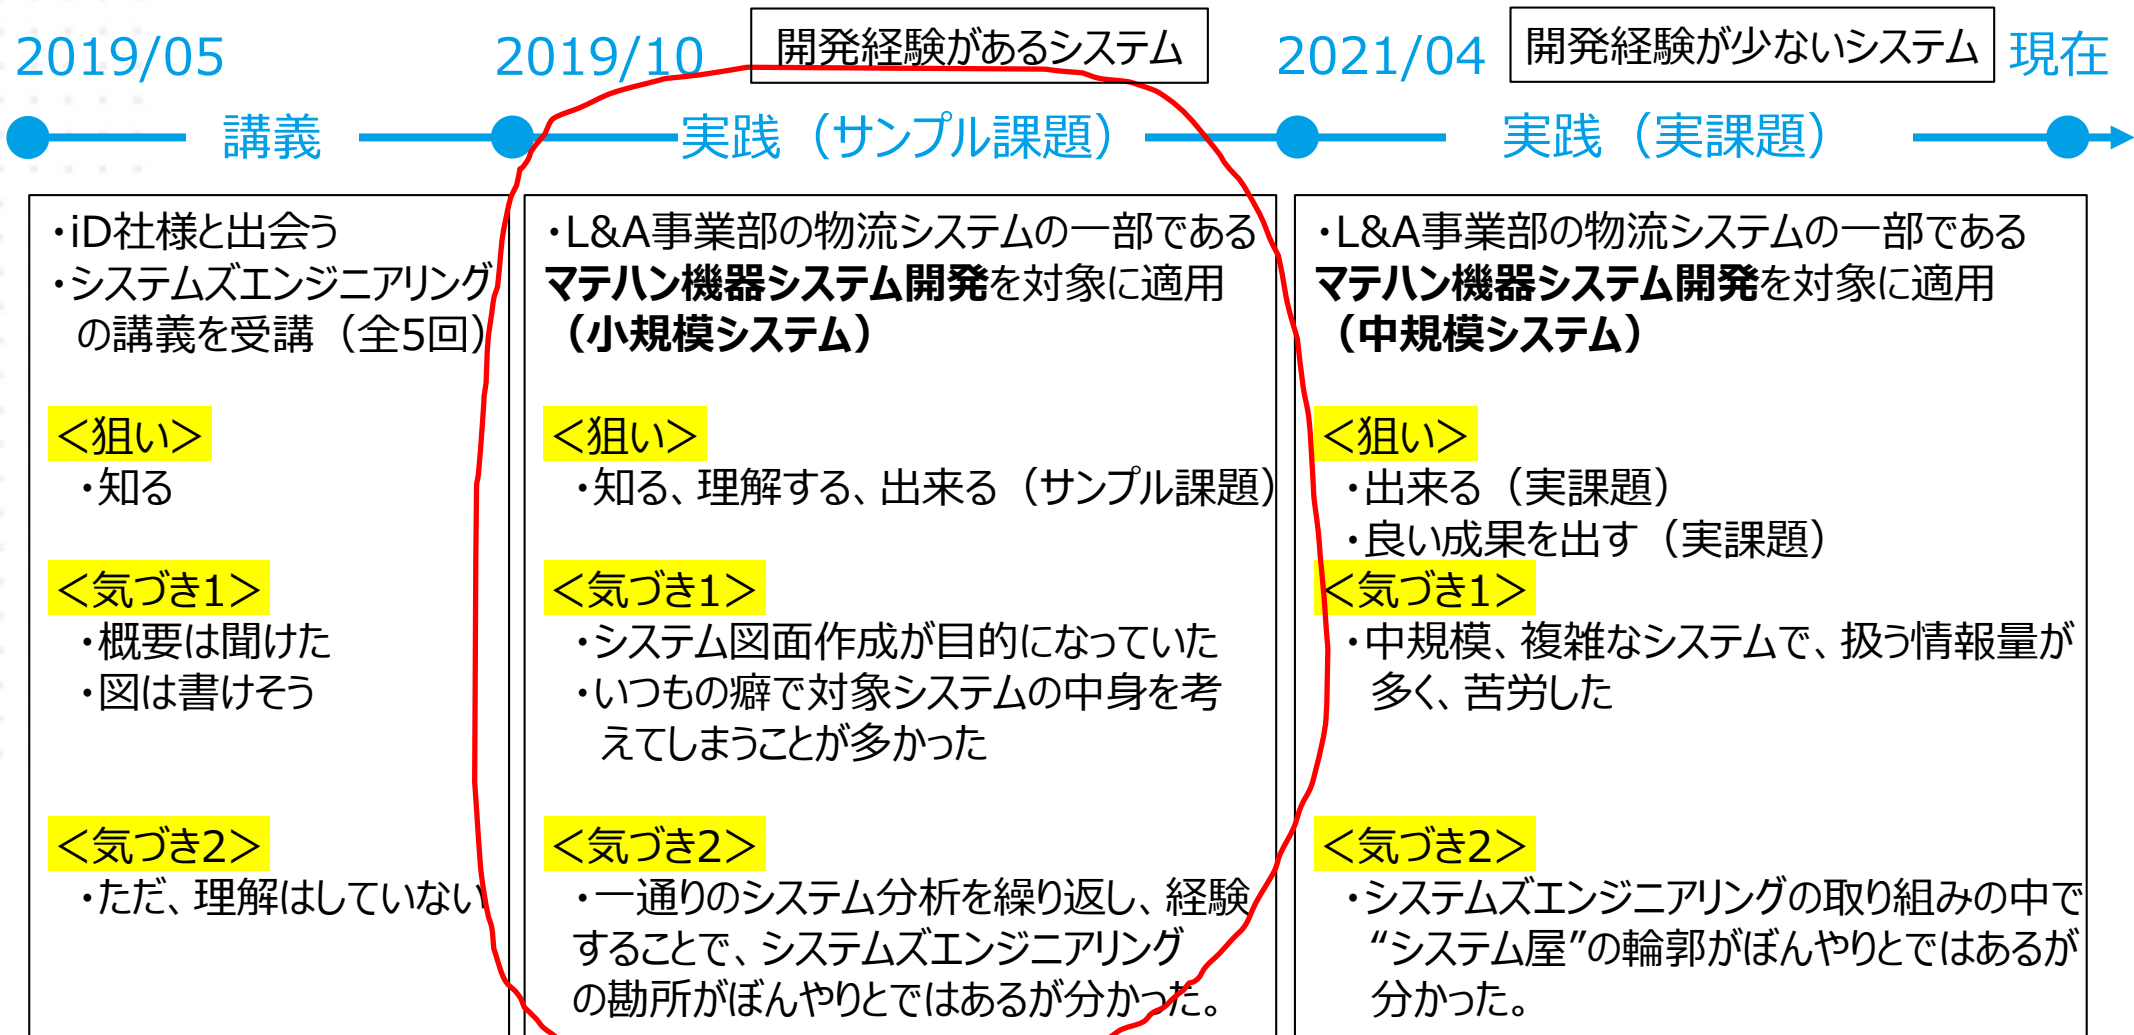 2019/05
2019/10
開発経験があるシステム
2021/04
開発経験が少ないシステム
現在
講義
実践（サンプル課題）
実践（実課題）
・iD社様と出会う
・システムズエンジニアリング
の講義を受講（全5回）
＜狙い＞
・知る
＜気づき1＞
・概要は聞けた
・図は書けそう
＜気づき2＞
・ただ、理解はしていない
・L&A事業部の物流システムの一部である
マテハン機器システム開発を対象に適用
（小規模システム）
＜狙い＞
・知る、理解する、出来る（サンプル課題）
＜気づき1＞
・システム図面作成が目的になっていた
・いつもの癖で対象システムの中身を考
えてしまうことが多かった
＜気づき2＞
・一通りのシステム分析を繰り返し、経験
することで、システムズエンジニアリング
の勘所がぼんやりとではあるが分かった。
・L&A事業部の物流システムの一部である
マテハン機器システム開発を対象に適用
（中規模システム）
＜狙い＞
・出来る（実課題）
・良い成果を出す（実課題）
＜気づき1＞
・中規模、複雑なシステムで、扱う情報量が
多く、苦労した
＜気づき2＞
・システムズエンジニアリングの取り組みの中で
“システム屋”の輪郭がぼんやりとではあるが
分かった。